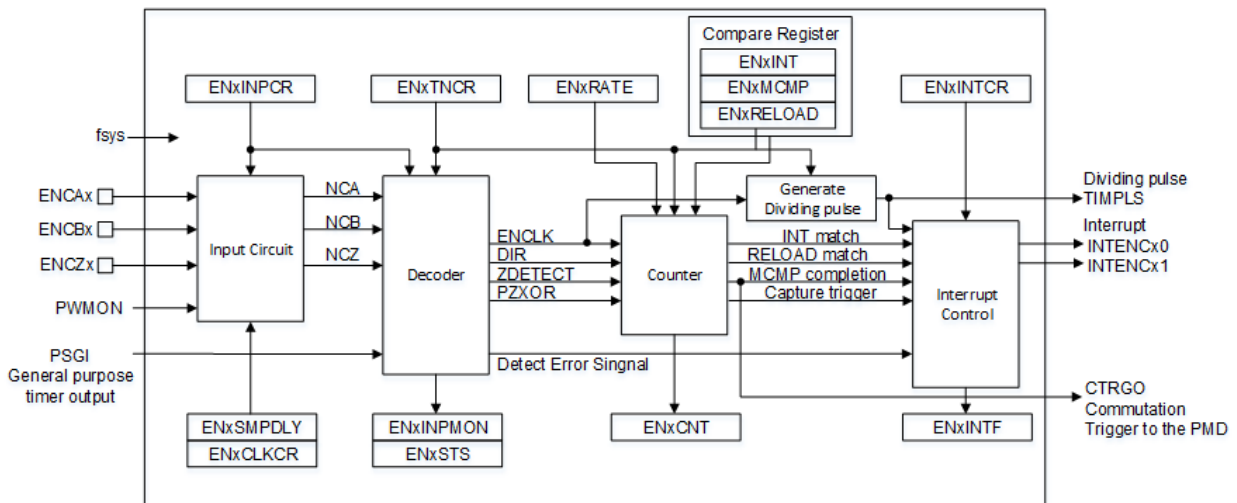 Compare Register
ENxINT
ENxMCMP
ENxRELOAD
ENxINPCR
ENxTNCR
ENxRATE
ENxINTCR
fsys
ENCAx
ENCBx
ENCZx
PWMON
PSGI
General purpose
timer output
Input Circuit
NCA
NCB
NCZ
Decoder
ENCLK
DIR
ZDETECT
PZXOR
Detect Error Singnal
Generate
Dividing pulse
Counter
INT match
RELOAD match
MCMP completion
Capture trigger
Interrupt
Control
Dividing pulse
TIMPLS
Interrupt
INTENCx0
INTENCx1
CTRGO
Commutation
Trigger to the PMD
ENxSMPDLY
ENxCLKCR
ENxINPMON
ENxSTS
ENxCNT
ENxINTF